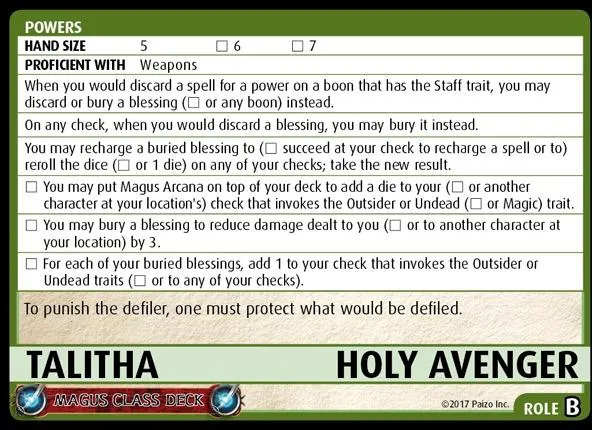 POWERS
HAND SIZE 5 □ 6 □ 7
PROFICIENT WITH Weapons
When you would discard a spell for a power on a boon that has the Staff trait, you may
discard or bury a blessing (□ or any boon) instead.
On any check, when you would discard a blessing, you may bury it instead.
You may recharge a buried blessing to (□ succeed at your check to recharge a spell or to)
reroll the dice (□ or 1 die) on any of your checks; take the new result.
□ You may put Magus Arcana on top of your deck to add a die to your (□ or another
character at your location's) check that invokes the Outsider or Undead (□ or Magic) trait.
□ You may bury a blessing to reduce damage dealt to you (□ or to another character at
your location) by 3.
□ For each of your buried blessings, add 1 to your check that invokes the Outsider or
Undead traits (□ or to any of your checks).
To punish the defiler, one must protect what would be defiled.
TALITHA HOLY AVENGER
MAGUS CLASS DECK
©2017 Paizo Inc. ROLE B